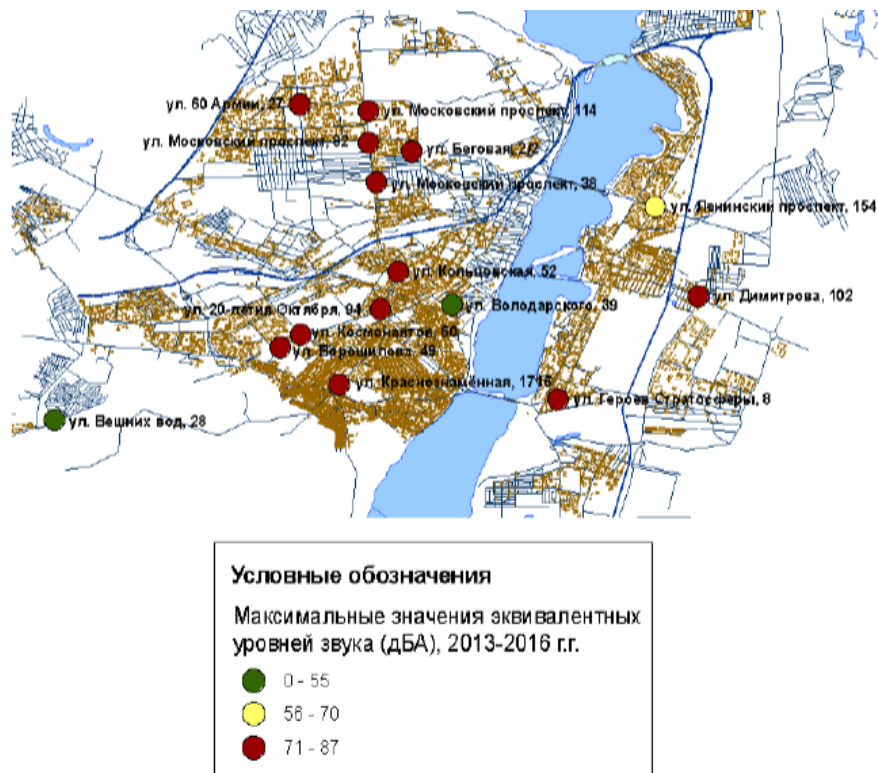 ул. 60 Армии, 27
ул. Московский проспект, 114
ул. Московский проспект, 92
ул. Беговая, 2/2
ул. Московский проспект, 38
ул. Ленинский проспект, 154
ул. Кольцовская, 52
ул. Димитрова, 102
ул. 20-летия Октября, 94
ул. Володарского, 39
ул. Космонавтов, 60
ул. Ворошилова, 49
ул. Краснознамённая, 171б
ул. Героев Стратосферы, 8
ул. Вешних вод, 28
Условные обозначения
Максимальные значения эквивалентных
уровней звука (дБА), 2013-2016 г.г.
0 - 55
56 - 70
71 - 87